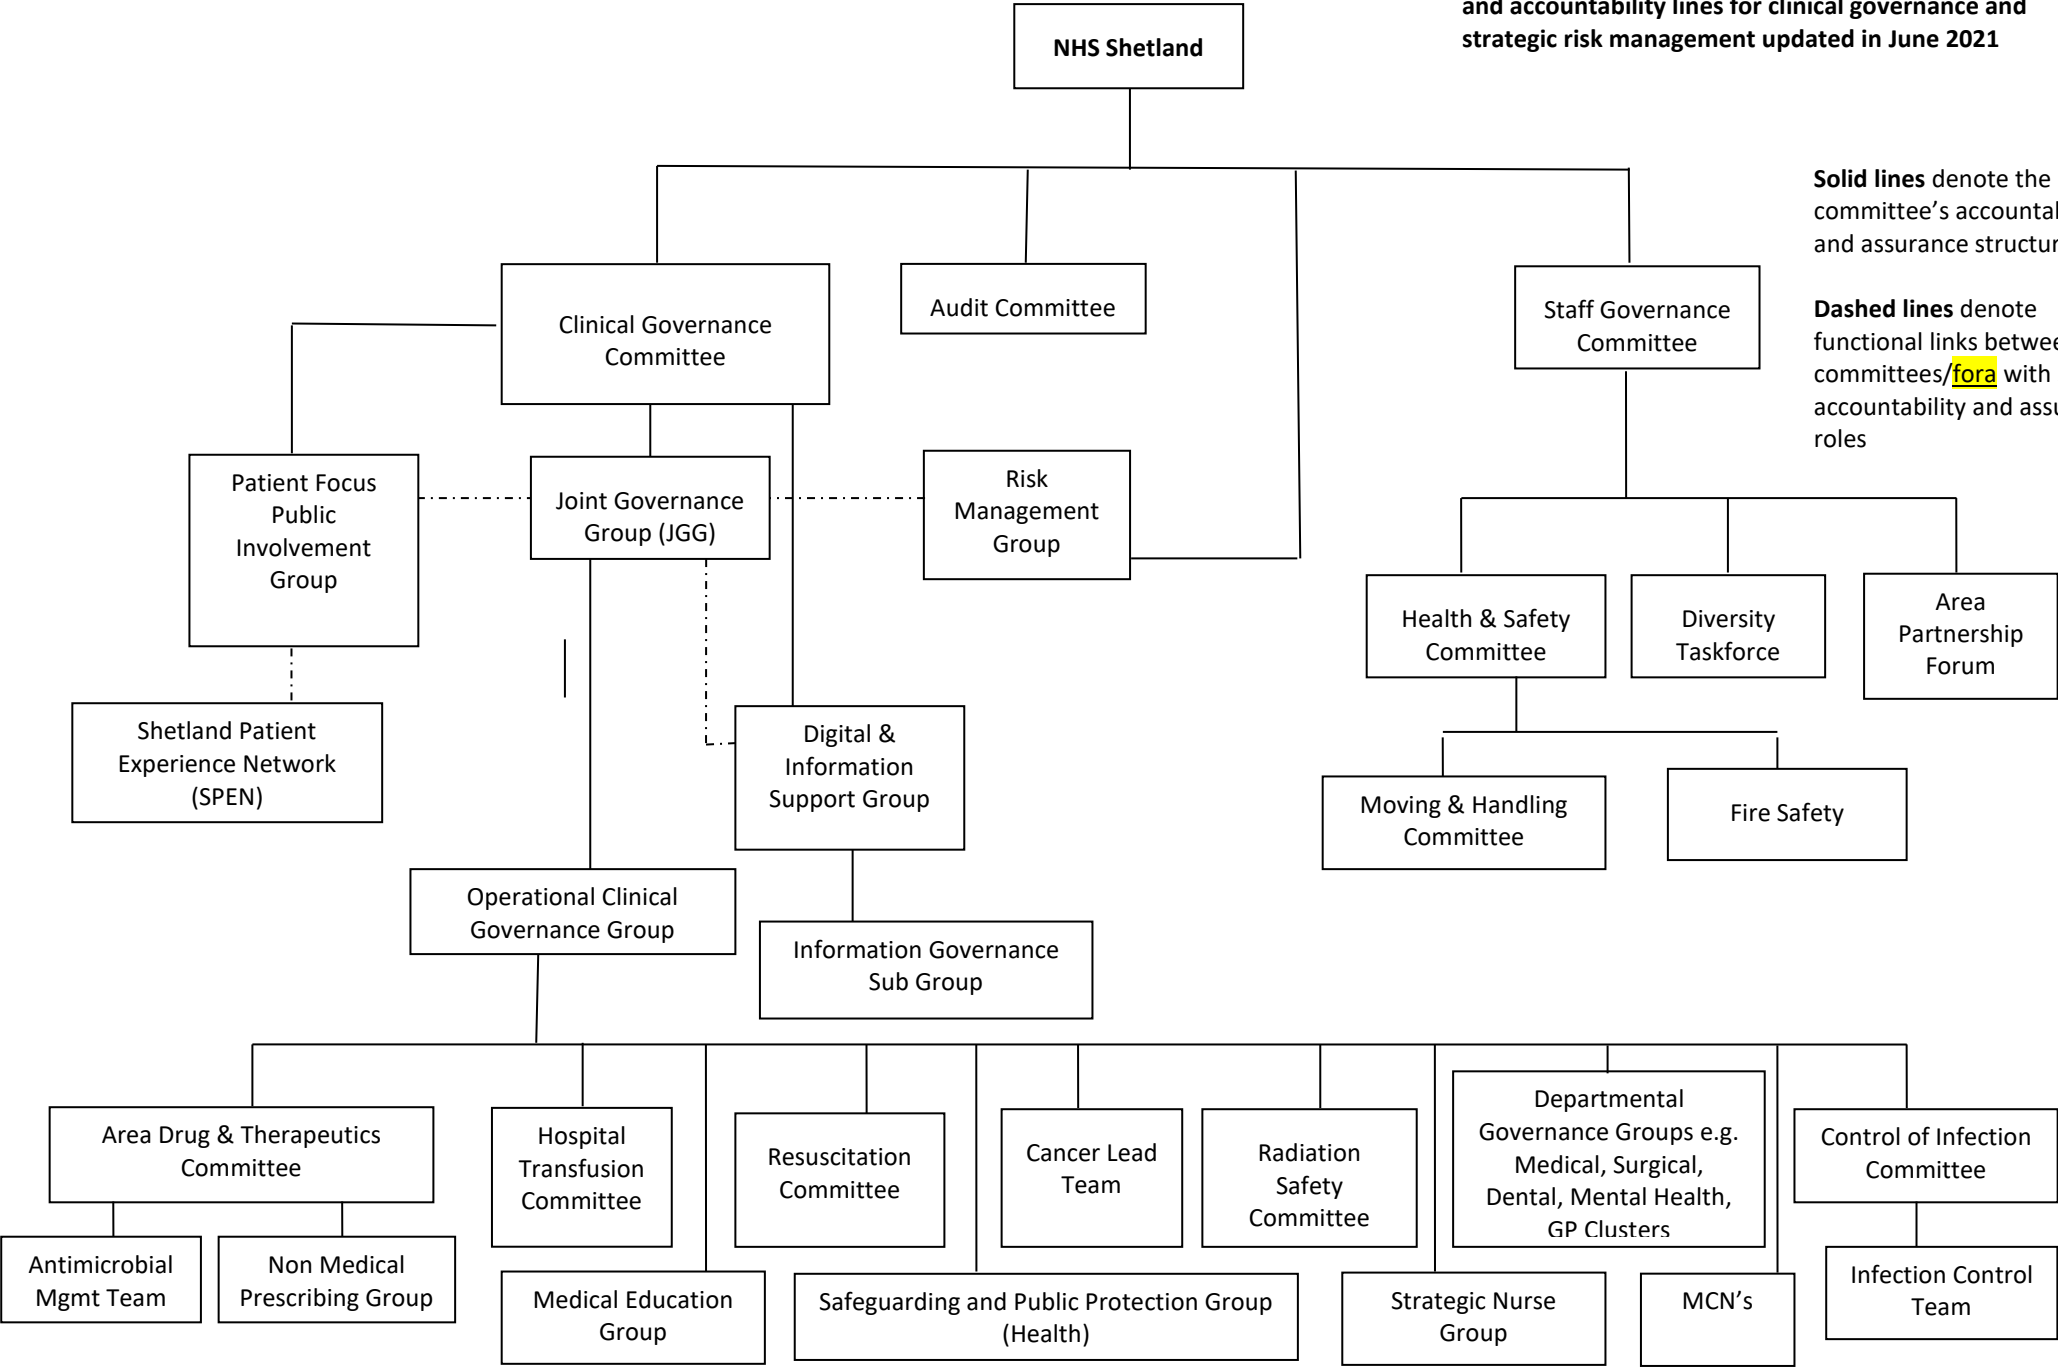 and accountability lines for clinical governance and
strategic risk management updated in June 2021
NHS Shetland
Solid lines denote the
committee's
and assurance
Dashed lines denote
functional links
committees/fora with
accountability and
roles
Clinical Governance
Committee
Audit Committee
Staff Governance
Committee
Patient Focus
Public
Involvement
Group
Joint Governance
Group (JGG)
Risk
Management
Group
Health & Safety
Committee
Diversity
Taskforce
Area
Partnership
Forum
Shetland Patient
Experience Network
(SPEN)
Digital &
Information
Support Group
Moving & Handling
Committee
Fire Safety
Operational Clinical
Governance Group
Information Governance
Sub Group
Area Drug & Therapeutics
Committee
Hospital
Transfusion
Committee
Resuscitation
Committee
Cancer Lead
Team
Radiation
Safety
Committee
Departmental
Governance Groups e.g.
Medical, Surgical,
Dental, Mental Health,
GP Clusters
Control of Infection
Committee
Antimicrobial
Mgmt Team
Non Medical
Prescribing Group
Medical Education
Group
Safeguarding and Public Protection Group
(Health)
Strategic Nurse
Group
MCN's
Infection Control
Team